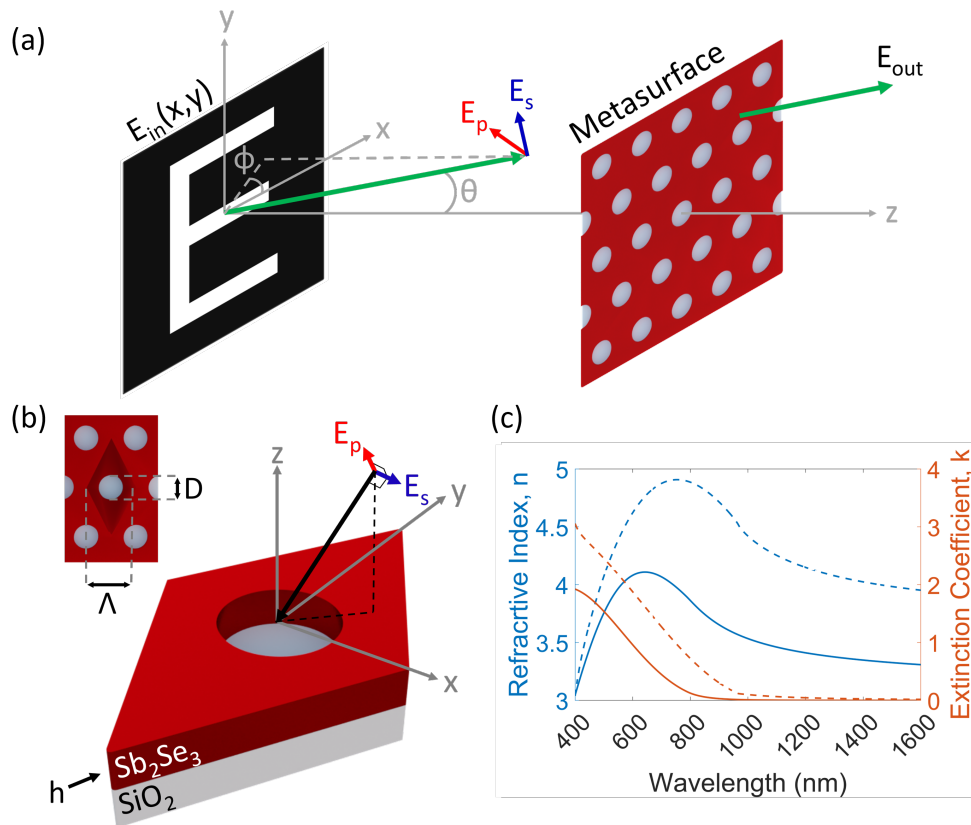 (a)
y
E_in(x,y)
x
ϕ
E_s
E_p
θ
Metasurface
E_out
z
(b)
D
Λ
z
E_p
E_s
y
x
Sb₂Se₃
SiO₂
h
(c)
Refractive Index, n
5
4.5
4
3.5
3
Extinction Coefficient, k
4
3
2
1
0
400
600
800
1000
1200
1400
1600
Wavelength (nm)